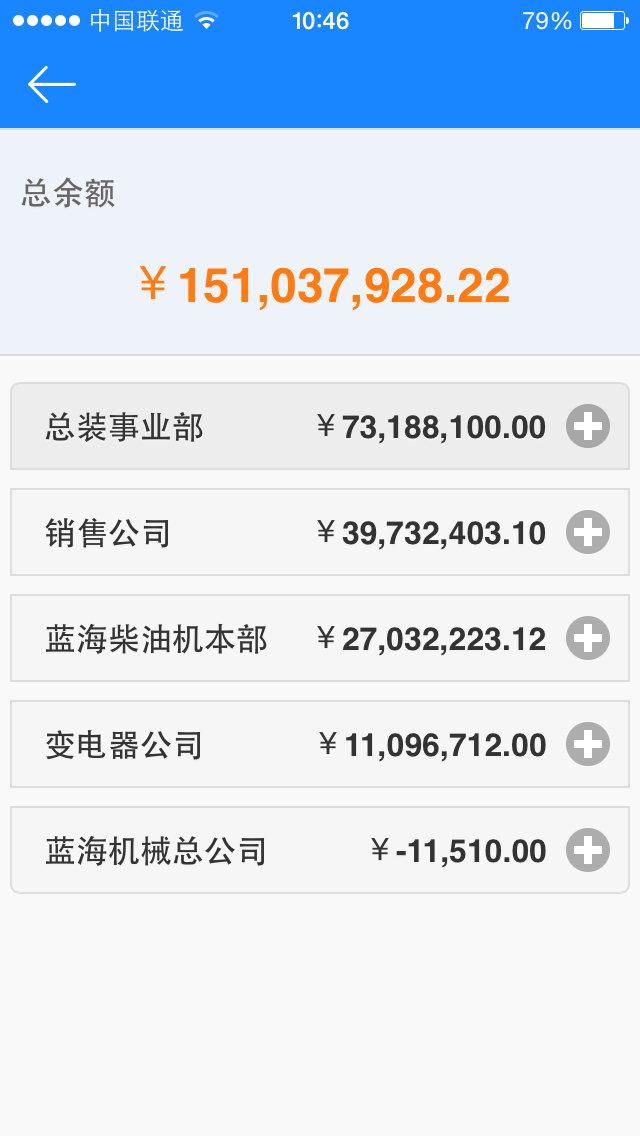 中国联通 10:46 79%
总余额
￥151,037,928.22
总装事业部 ￥73,188,100.00
销售公司 ￥39,732,403.10
蓝海柴油机本部 ￥27,032,223.12
变电器公司 ￥11,096,712.00
蓝海机械总公司 ￥-11,510.00